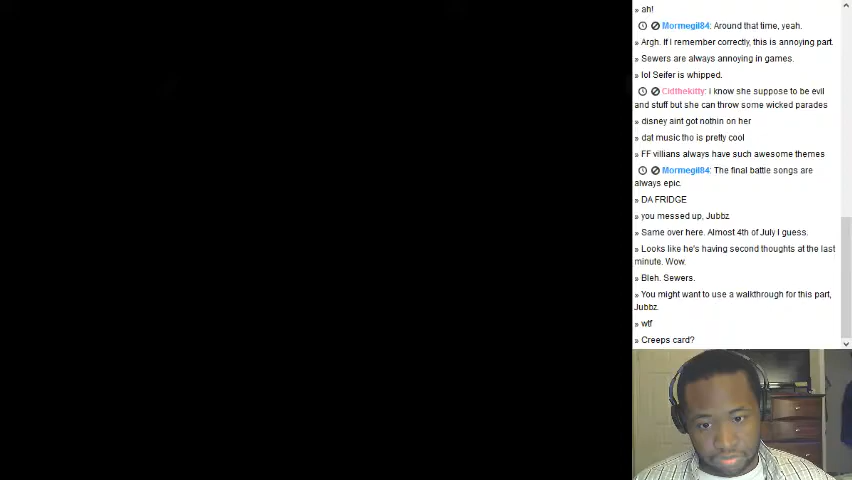 » ah!
Mormegil84: Around that time, yeah.
» Argh. If I remember correctly, this is annoying part.
» Sewers are always annoying in games.
» lol Seifer is whipped.
Cidthekitty: i know she suppose to be evil
and stuff but she can throw some wicked parades
» disney aint got nothin on her
» dat music tho is pretty cool
» FF villians always have such awesome themes
Mormegil84: The final battle songs are
always epic.
» DA FRIDGE
» you messed up, Jubbz
» Same over here. Almost 4th of July I guess.
» Looks like he's having second thoughts at the last
minute. Wow.
» Bleh. Sewers.
» You might want to use a walkthrough for this part,
Jubbz.
» wtf
» Creeps card?